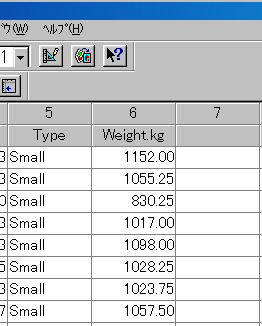 ｳ(W) ﾍﾙﾌﾟ(H)
1
5 6 7
Type Weight.kg
3 Small 1152.00
3 Small 1055.25
0 Small 830.25
3 Small 1017.00
3 Small 1098.00
5 Small 1028.25
3 Small 1023.75
7 Small 1057.50